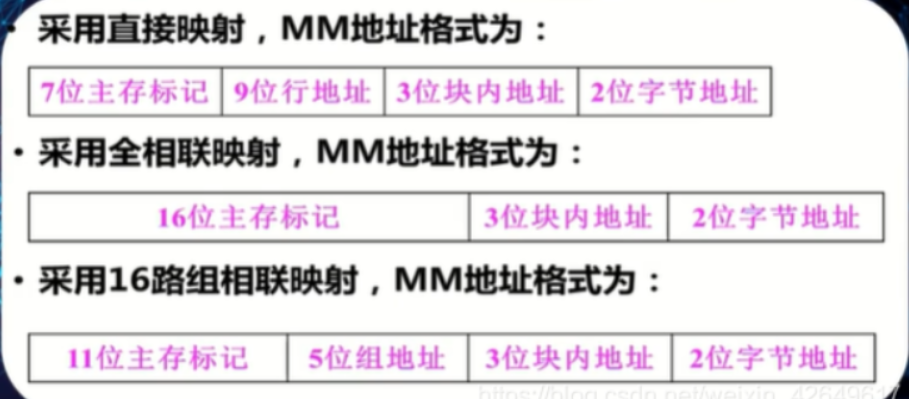 • 采用直接映射，MM地址格式为：
7位主存标记 9位行地址 3位块内地址 2位字节地址
• 采用全相联映射，MM地址格式为：
16位主存标记 3位块内地址 2位字节地址
• 采用16路组相联映射，MM地址格式为：
11位主存标记 5位组地址 3位块内地址 2位字节地址
https://blog.csdn.net/weixin_42649617